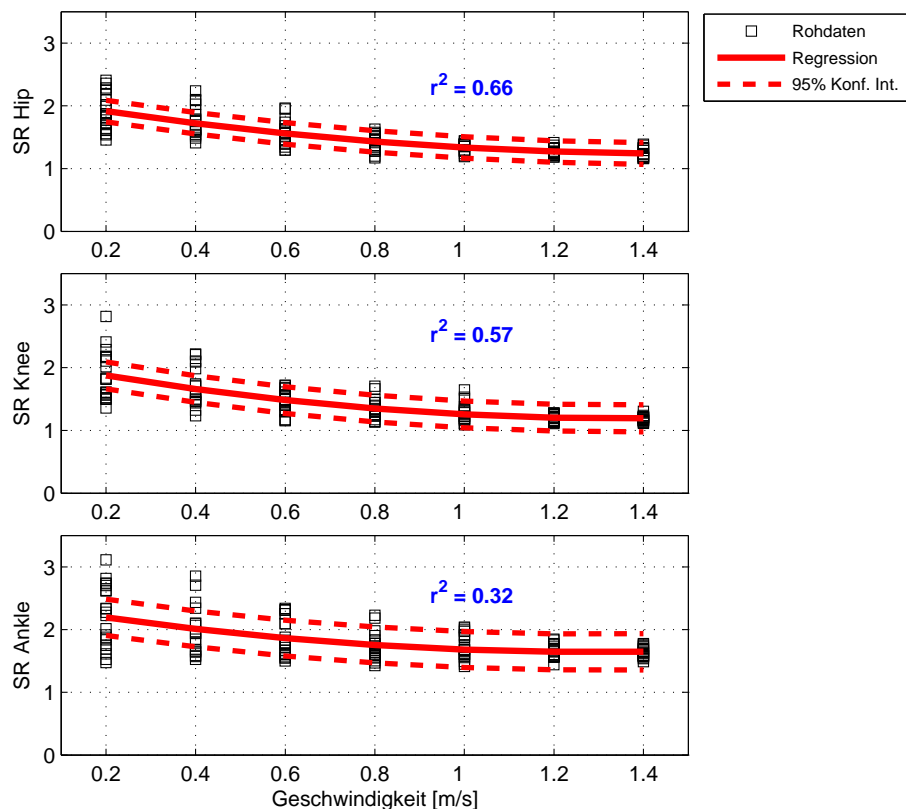 3
2
1
0
SR Hip
r² = 0.66
0.2 0.4 0.6 0.8 1 1.2 1.4
Rohdaten
Regression
95% Konf. Int.
3
2
1
0
SR Knee
r² = 0.57
0.2 0.4 0.6 0.8 1 1.2 1.4
3
2
1
0
SR Ankle
r² = 0.32
0.2 0.4 0.6 0.8 1 1.2 1.4
Geschwindigkeit [m/s]